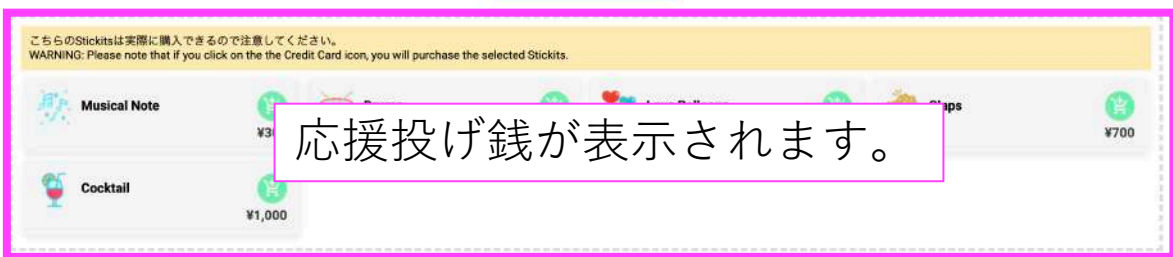 こちらのStickitsは実際に購入できるので注意してください。
WARNING: Please note that if you click on the the Credit Card icon, you will purchase the selected Stickits.
Musical Note
¥700
応援投げ銭が表示されます。
Cocktail
¥1,000